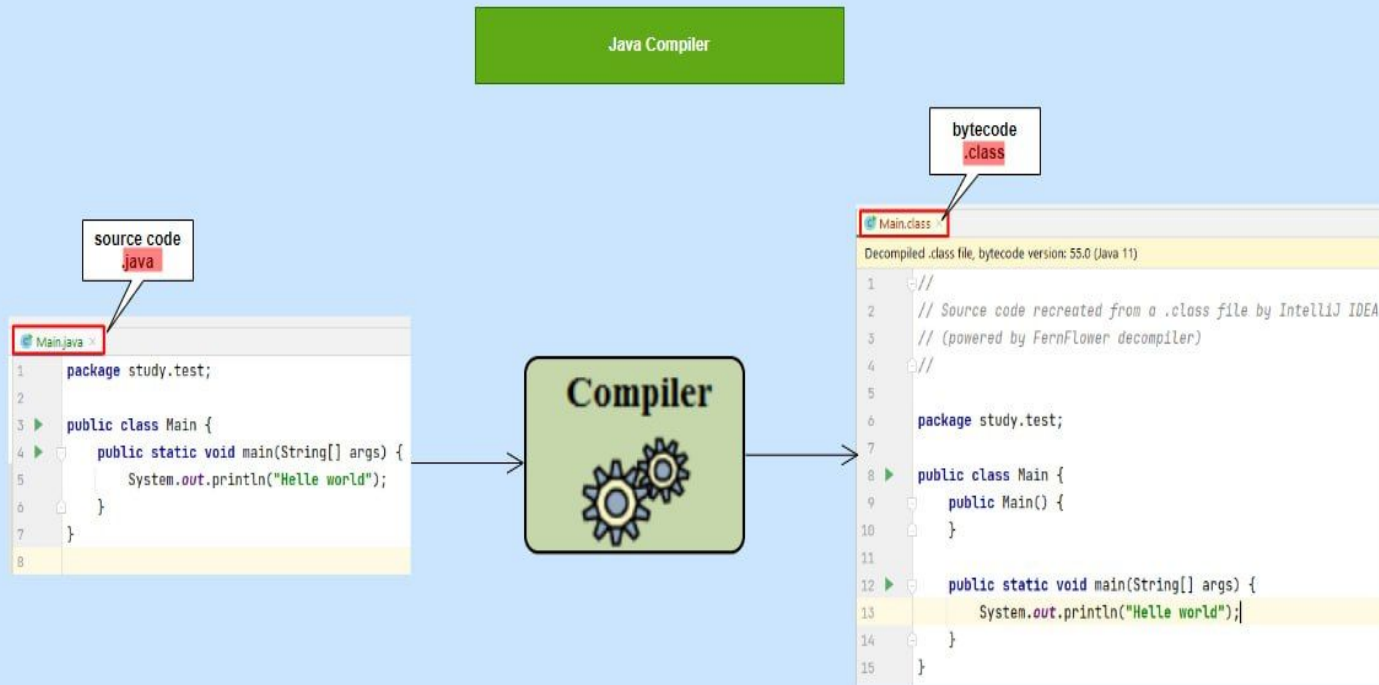 Java Compiler
bytecode
.class
source code
.java
Main.java
1 package study.test;
2
3 public class Main {
4 public static void main(String[] args) {
5 System.out.println("Helle world");
6 }
7 }
8
Compiler
Main.class
Decompiled .class file, bytecode version: 55.0 (Java 11)
1 //
2 // Source code recreated from a .class file by IntelliJ IDEA
3 // (powered by FernFlower decompiler)
4 //
5
6 package study.test;
7
8 public class Main {
9 public Main() {
10 }
11
12 public static void main(String[] args) {
13 System.out.println("Helle world");
14 }
15 }